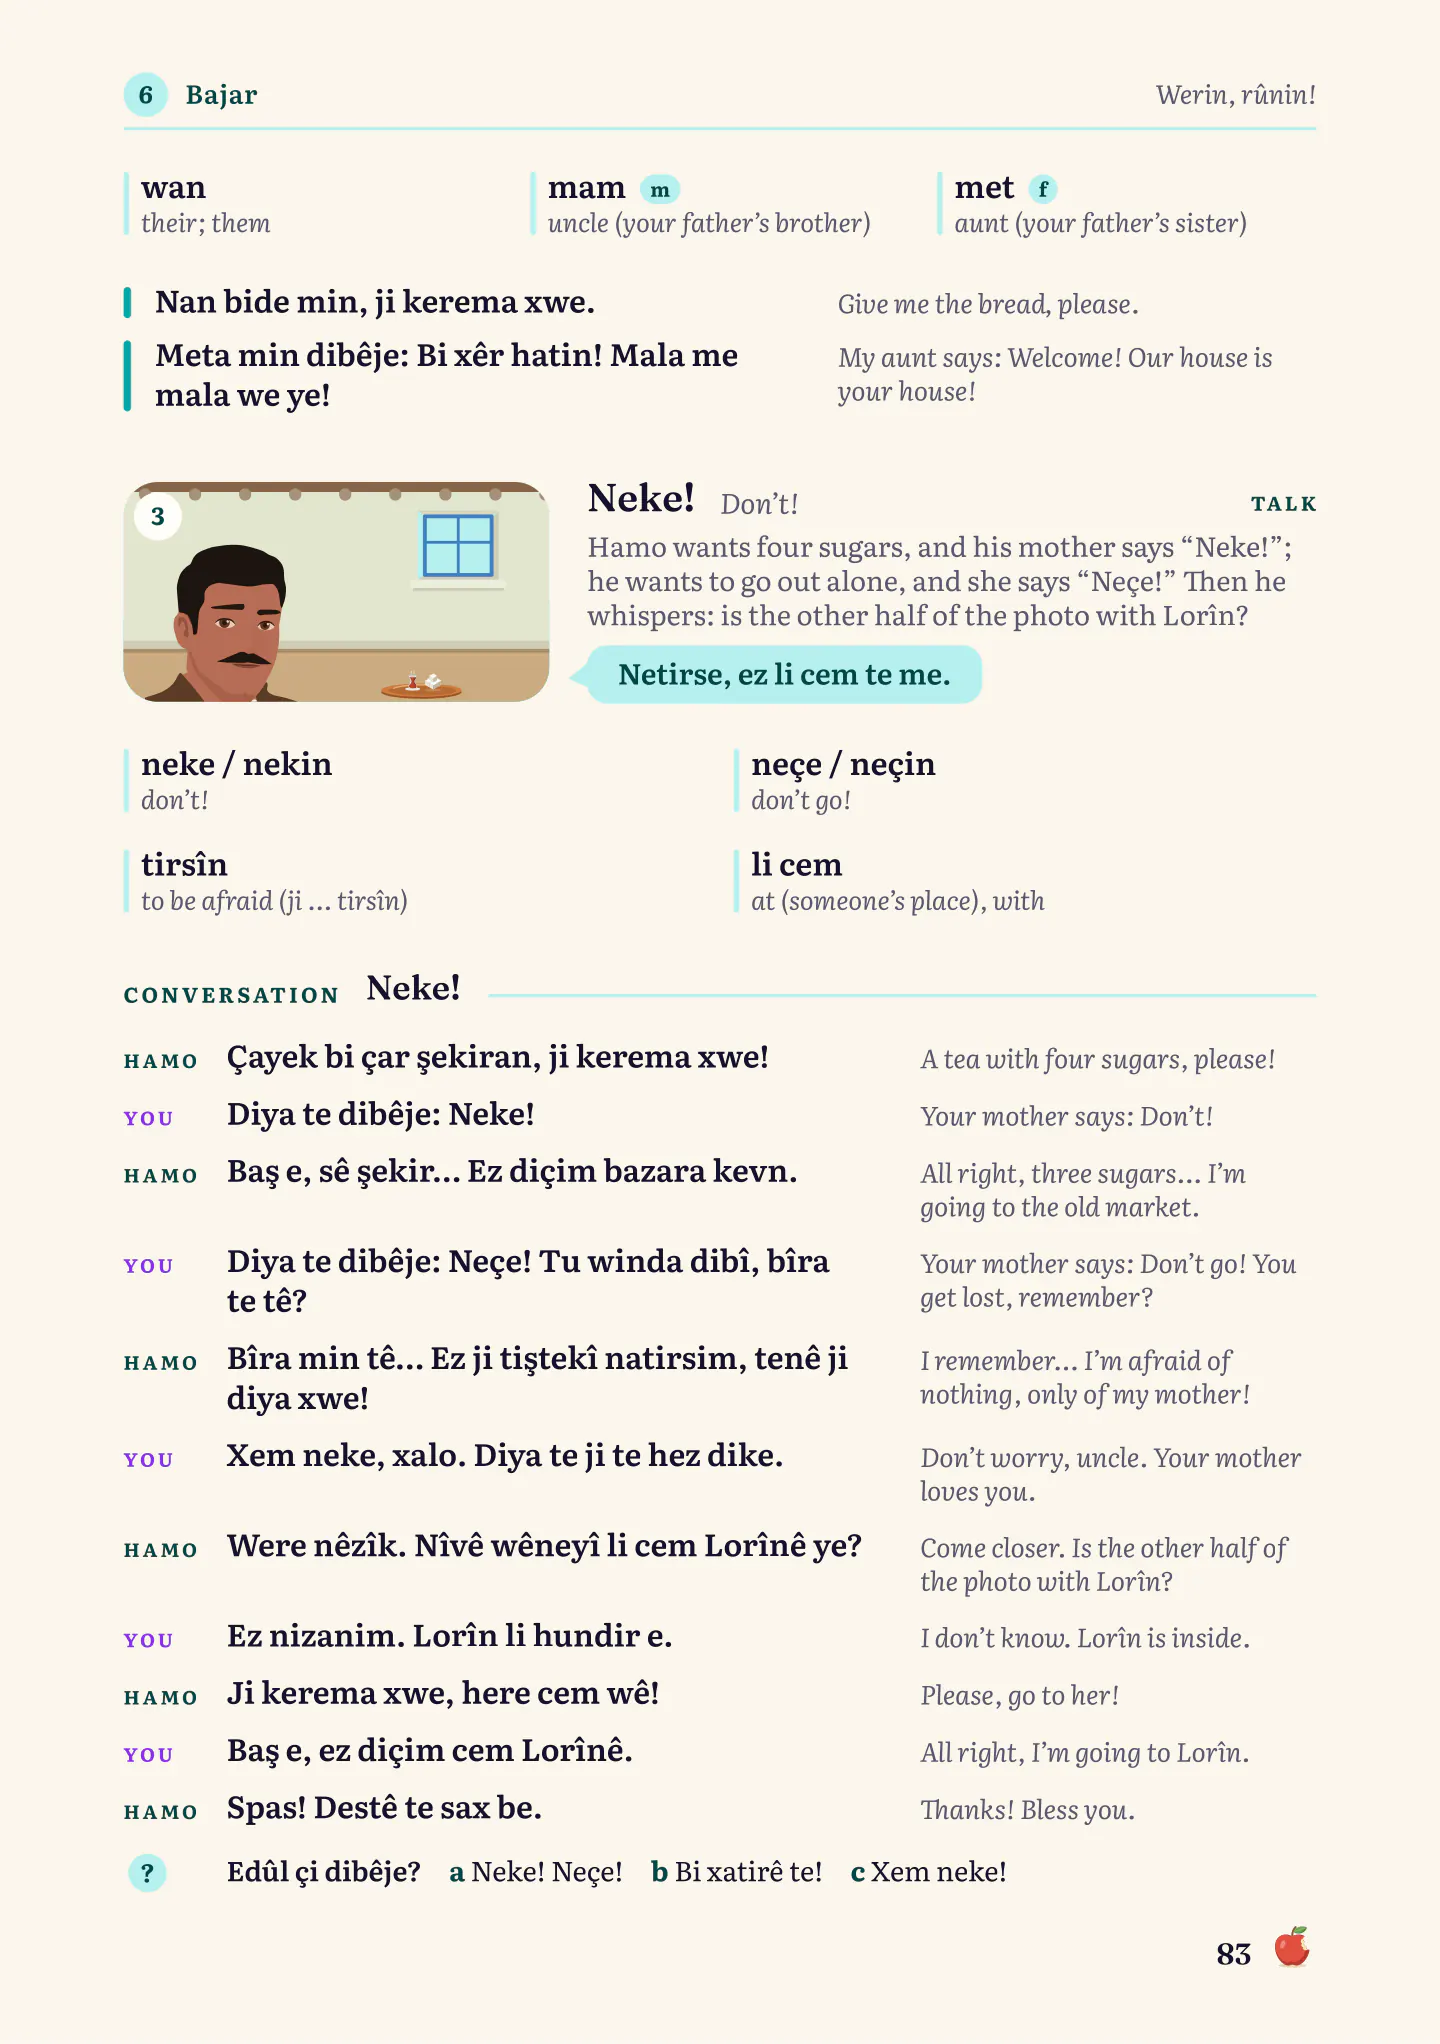 6 Bajar
Werin, rûnin!
wan
their; them
mam m
uncle (your father’s brother)
met f
aunt (your father’s sister)
Nan bide min, ji kerema xwe.
Give me the bread, please.
Meta min dibêje: Bi xêr hatin! Mala me
mala we ye!
My aunt says: Welcome! Our house is
your house!
3
Neke! Don’t!
TALK
Hamo wants four sugars, and his mother says “Neke!”;
he wants to go out alone, and she says “Neçe!” Then he
whispers: is the other half of the photo with Lorîn?
Netirse, ez li cem te me.
neke / nekin
don’t!
neçe / neçin
don’t go!
tirsîn
to be afraid (ji … tirsîn)
li cem
at (someone’s place), with
CONVERSATION Neke!
HAMO Çayek bi çar şekiran, ji kerema xwe!
A tea with four sugars, please!
YOU Diya te dibêje: Neke!
Your mother says: Don’t!
HAMO Baş e, sê şekir… Ez diçim bazara kevn.
All right, three sugars… I’m
going to the old market.
YOU Diya te dibêje: Neçe! Tu winda dibî, bîra
te tê?
Your mother says: Don’t go! You
get lost, remember?
HAMO Bîra min tê… Ez ji tiştekî natirsim, tenê ji
diya xwe!
I remember… I’m afraid of
nothing, only of my mother!
YOU Xem neke, xalo. Diya te ji te hez dike.
Don’t worry, uncle. Your mother
loves you.
HAMO Were nêzîk. Nîvê wêneyî li cem Lorînê ye?
Come closer. Is the other half of
the photo with Lorîn?
YOU Ez nizanim. Lorîn li hundir e.
I don’t know. Lorîn is inside.
HAMO Ji kerema xwe, here cem wê!
Please, go to her!
YOU Baş e, ez diçim cem Lorînê.
All right, I’m going to Lorîn.
HAMO Spas! Destê te sax be.
Thanks! Bless you.
? Edûl çi dibêje? a Neke! Neçe! b Bi xatirê te! c Xem neke!
83